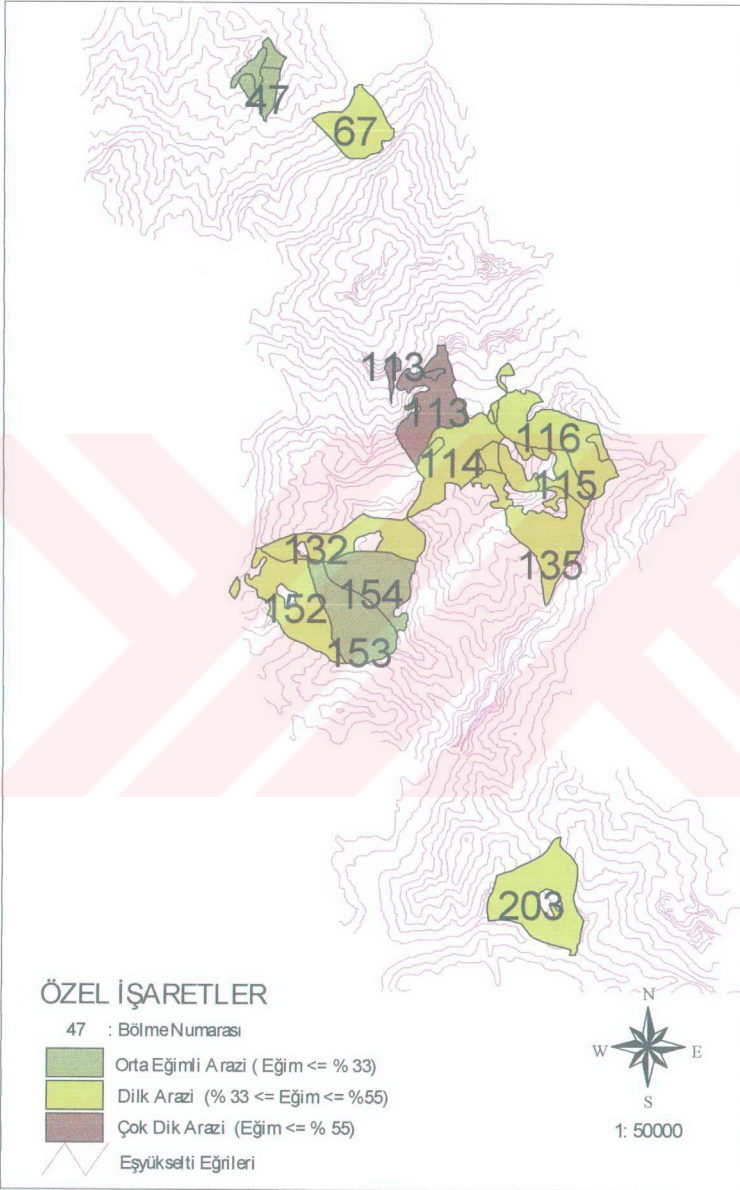 47
67
113
113
116
114
115
132
135
154
152
153
203
ÖZEL İŞARETLER
47 : Bölme Numarası
Orta Eğimli Arazi ( Eğim <= % 33)
Dilk Arazi (% 33 <= Eğim <= %55)
Çok Dik Arazi (Eğim <= % 55)
Eşyükselti Eğrileri
N
W E
S
1: 50000